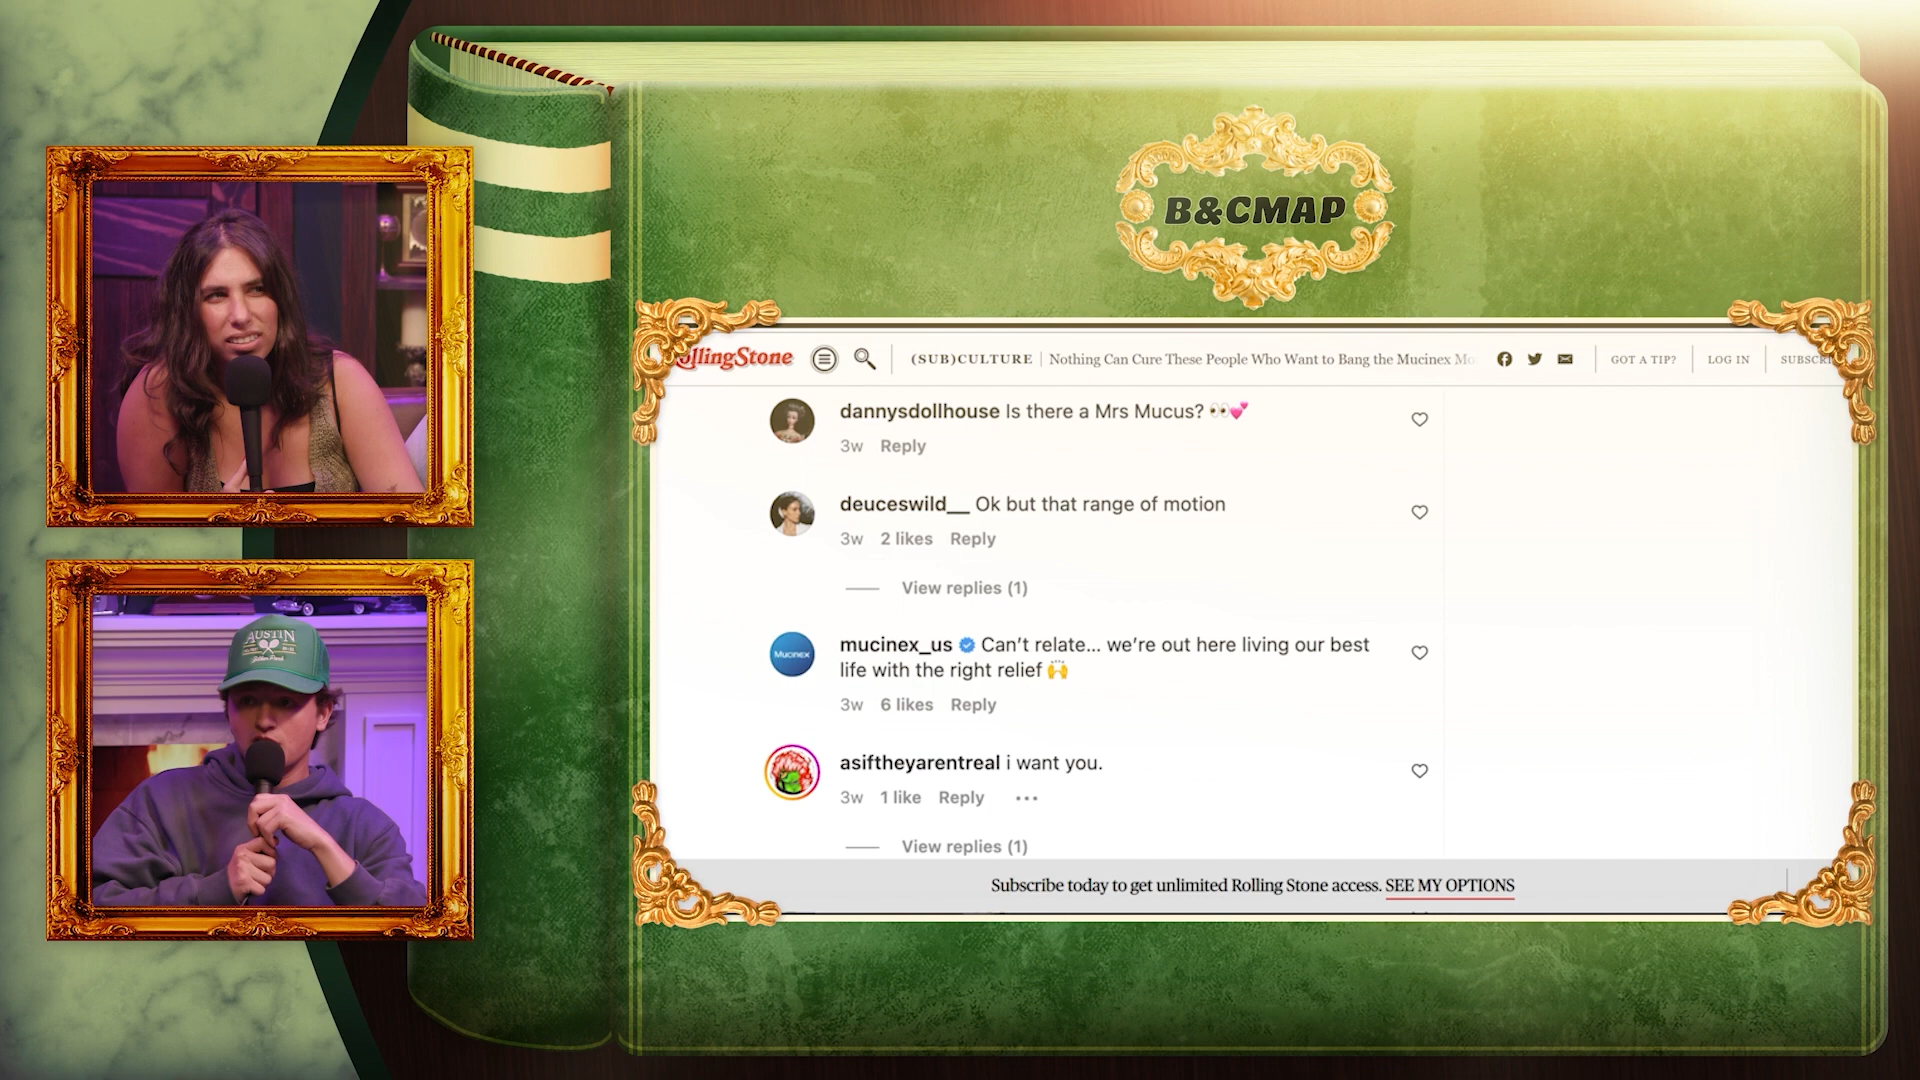 B&CMAP
RollingStone
(SUB)CULTURE | Nothing Can Cure These People Who Want to Bang the Mucinex Mo
GOT A TIP?
LOG IN
SUBSCRI
dannysdollhouse Is there a Mrs Mucus? 👀💕
3w Reply
deuceswild__ Ok but that range of motion
3w 2 likes Reply
View replies (1)
Mucinex
mucinex_us Can't relate... we're out here living our best
life with the right relief 🙌
3w 6 likes Reply
asiftheyarentreal i want you.
3w 1 like Reply ...
View replies (1)
Subscribe today to get unlimited Rolling Stone access. SEE MY OPTIONS
AUSTIN